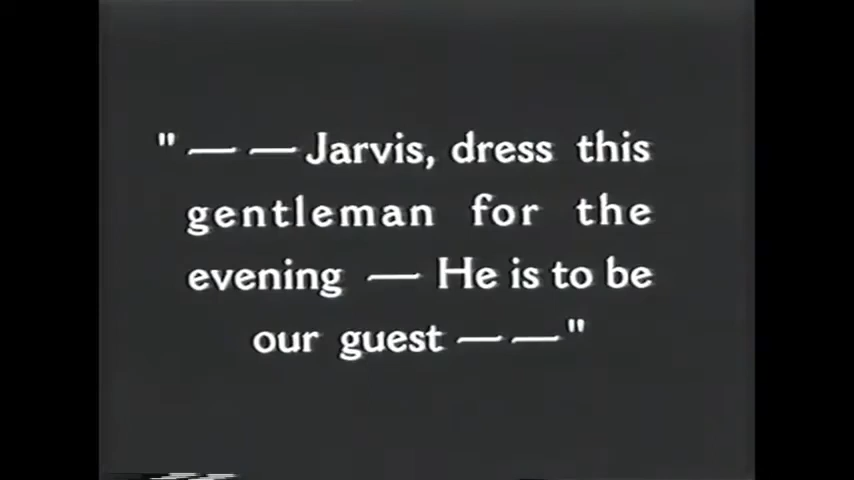 "— — Jarvis, dress this
gentleman for the
evening — He is to be
our guest — —"